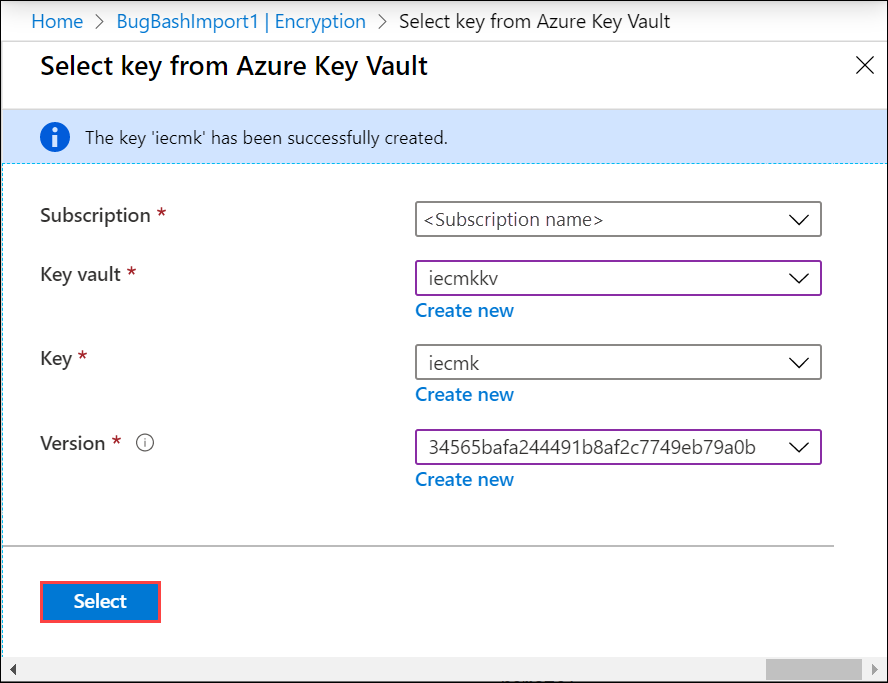 Home > BugBashImport1 | Encryption > Select key from Azure Key Vault
Select key from Azure Key Vault
The key 'iecmk' has been successfully created.
Subscription *
<Subscription name>
Key vault *
iecmkkv
Create new
Key *
iecmk
Create new
Version *
34565bafa244491b8af2c7749eb79a0b
Create new
Select